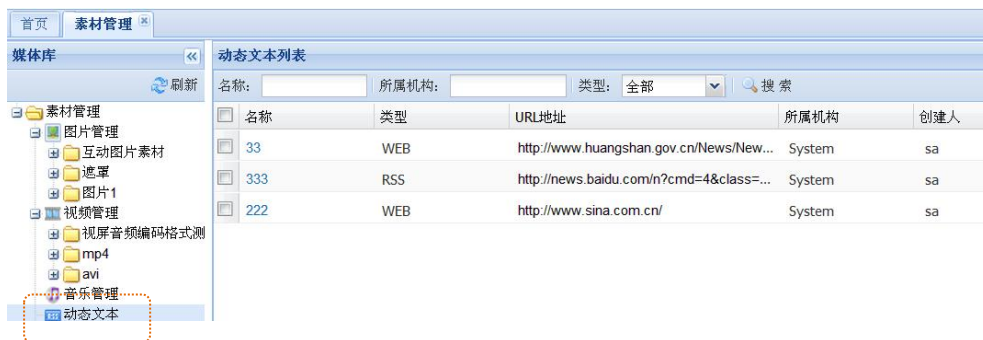 首页 素材管理
媒体库
刷新
素材管理
图片管理
互动图片素材
遮罩
图片1
视频管理
视屏音频编码格式测
mp4
avi
音乐管理
动态文本
动态文本列表
名称: 所属机构: 类型: 全部 搜索
名称 类型 URL地址 所属机构 创建人
33 WEB http://www.huangshan.gov.cn/News/New... System sa
333 RSS http://news.baidu.com/n?cmd=4&class=... System sa
222 WEB http://www.sina.com.cn/ System sa